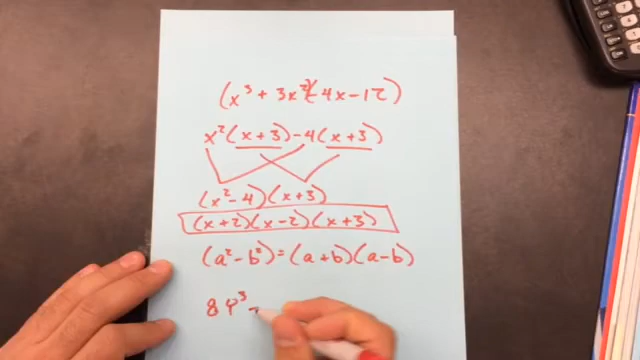 (x³ + 3x²)(-4x-12)
x²(x+3)-4(x+3)
(x²-4)(x+3)
(x+2)(x-2)(x+3)
(a²-b²)=(a+b)(a-b)
8y³-